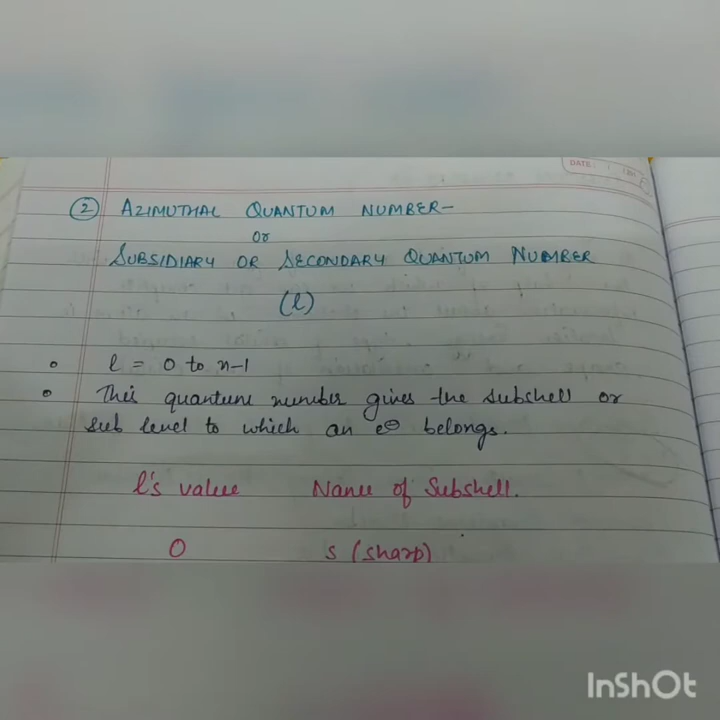 DATE:
② AZIMUTHAL QUANTUM NUMBER-
or
SUBSIDIARY OR SECONDARY QUANTUM NUMBER
(l)
• l = 0 to n-1
• This quantum number gives the subshell or
sub level to which an e⊖ belongs.
l's value Name of Subshell.
0 s (sharp)
InShOt